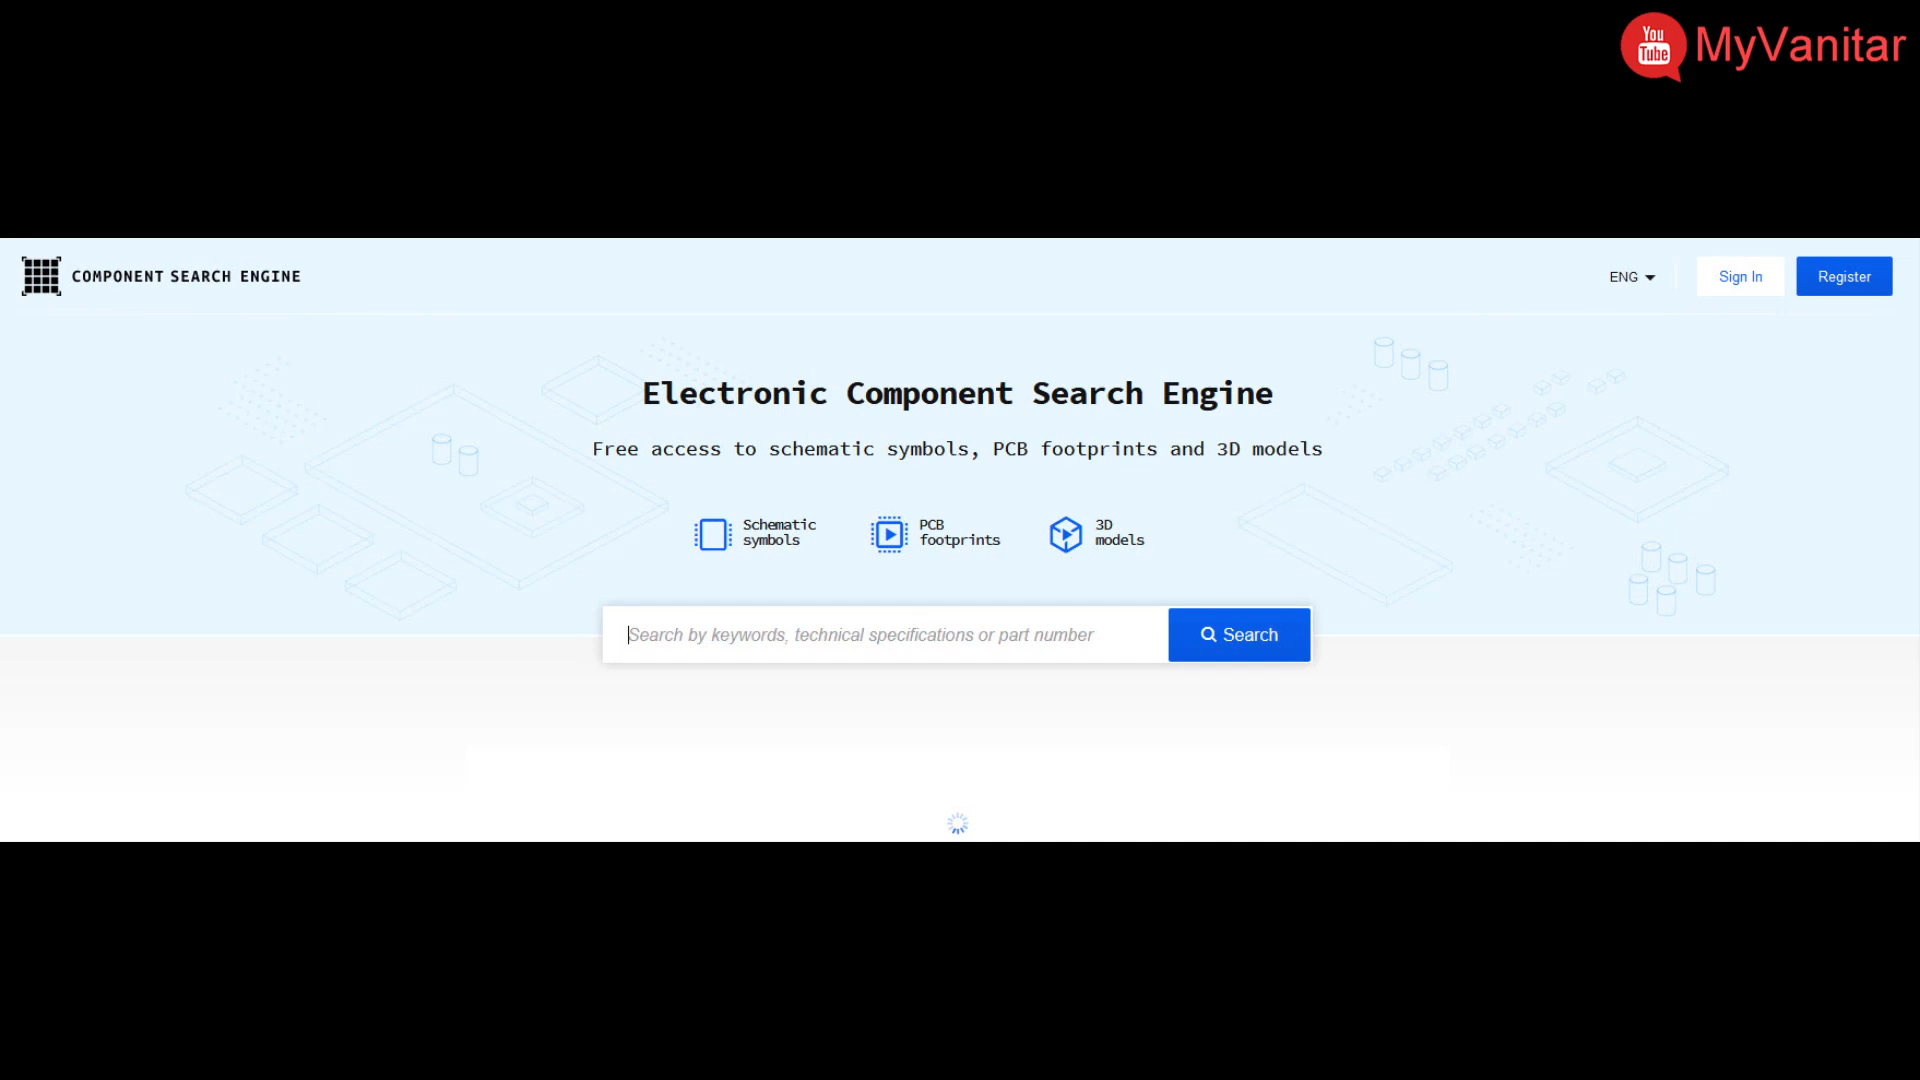 You
Tube
MyVanitar
COMPONENT SEARCH ENGINE
ENG
Sign In
Register
Electronic Component Search Engine
Free access to schematic symbols, PCB footprints and 3D models
Schematic
symbols
PCB
footprints
3D
models
Search by keywords, technical specifications or part number
Search